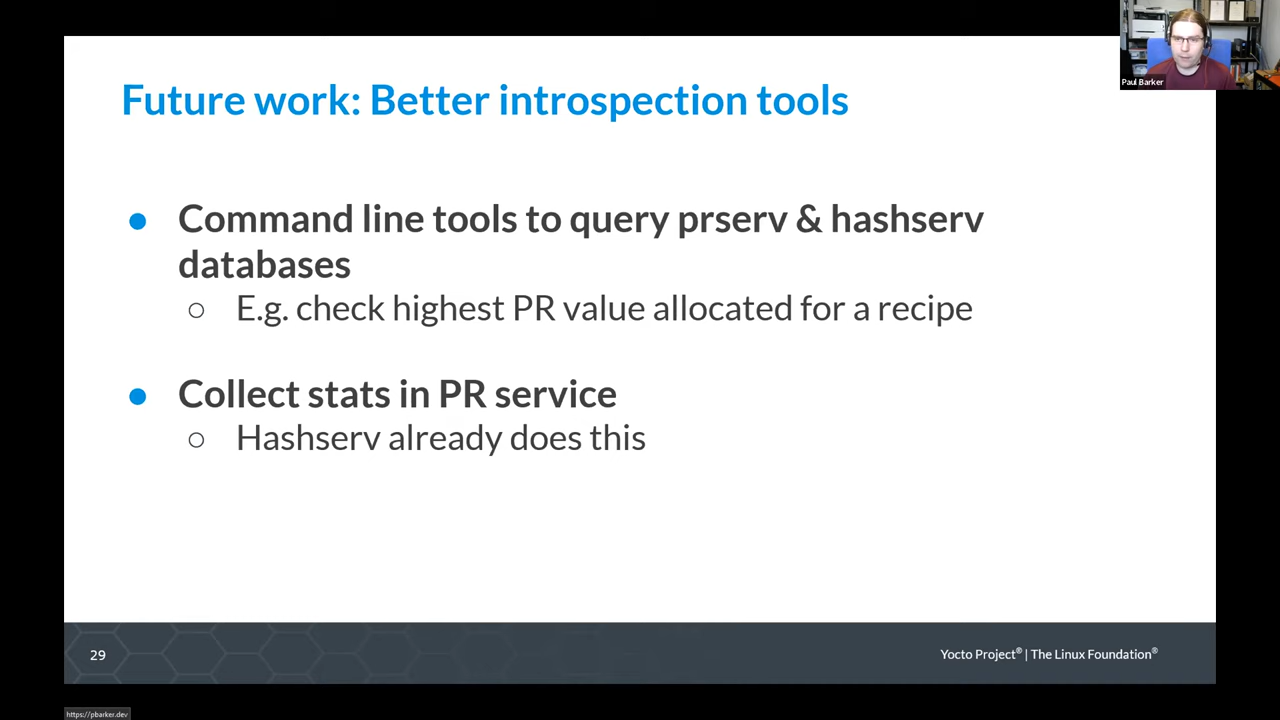 Paul Barker
Future work: Better introspection tools
● Command line tools to query prserv & hashserv
databases
○ E.g. check highest PR value allocated for a recipe
● Collect stats in PR service
○ Hashserv already does this
29
Yocto Project® | The Linux Foundation®
https://pbarker.dev